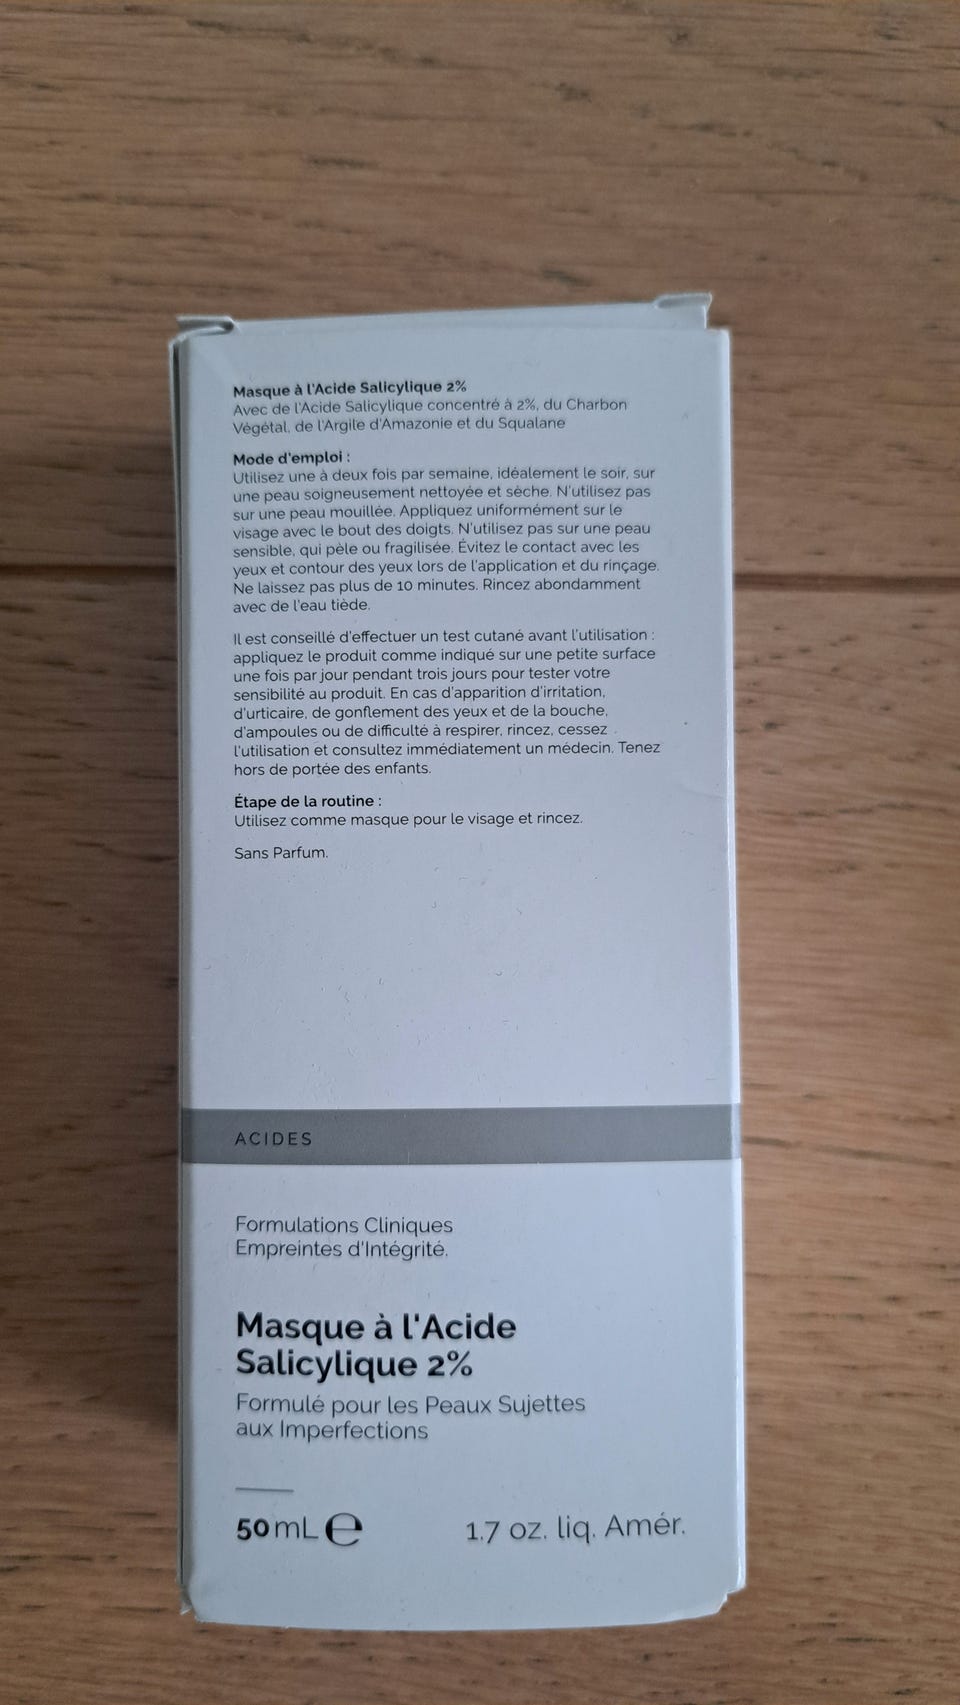 Masque à l'Acide Salicylique 2%
Avec de l'Acide Salicylique concentré à 2%, du Charbon
Végétal, de l'Argile d'Amazonie et du Squalane
Mode d'emploi :
Utilisez une à deux fois par semaine, idéalement le soir, sur
une peau soigneusement nettoyée et sèche. N'utilisez pas
sur une peau mouillée. Appliquez uniformément sur le
visage avec le bout des doigts. N'utilisez pas sur une peau
sensible, qui pèle ou fragilisée. Évitez le contact avec les
yeux et contour des yeux lors de l'application et du rinçage.
Ne laissez pas plus de 10 minutes. Rincez abondamment
avec de l'eau tiède.
Il est conseillé d'effectuer un test cutané avant l'utilisation :
appliquez le produit comme indiqué sur une petite surface
une fois par jour pendant trois jours pour tester votre
sensibilité au produit. En cas d'apparition d'irritation,
d'urticaire, de gonflement des yeux et de la bouche,
d'ampoules ou de difficulté à respirer, rincez, cessez
l'utilisation et consultez immédiatement un médecin. Tenez
hors de portée des enfants.
Étape de la routine :
Utilisez comme masque pour le visage et rincez.
Sans Parfum.
ACIDES
Formulations Cliniques
Empreintes d'Intégrité.
Masque à l'Acide
Salicylique 2%
Formulé pour les Peaux Sujettes
aux Imperfections
50 mL ℮ 1.7 oz. liq. Amér.